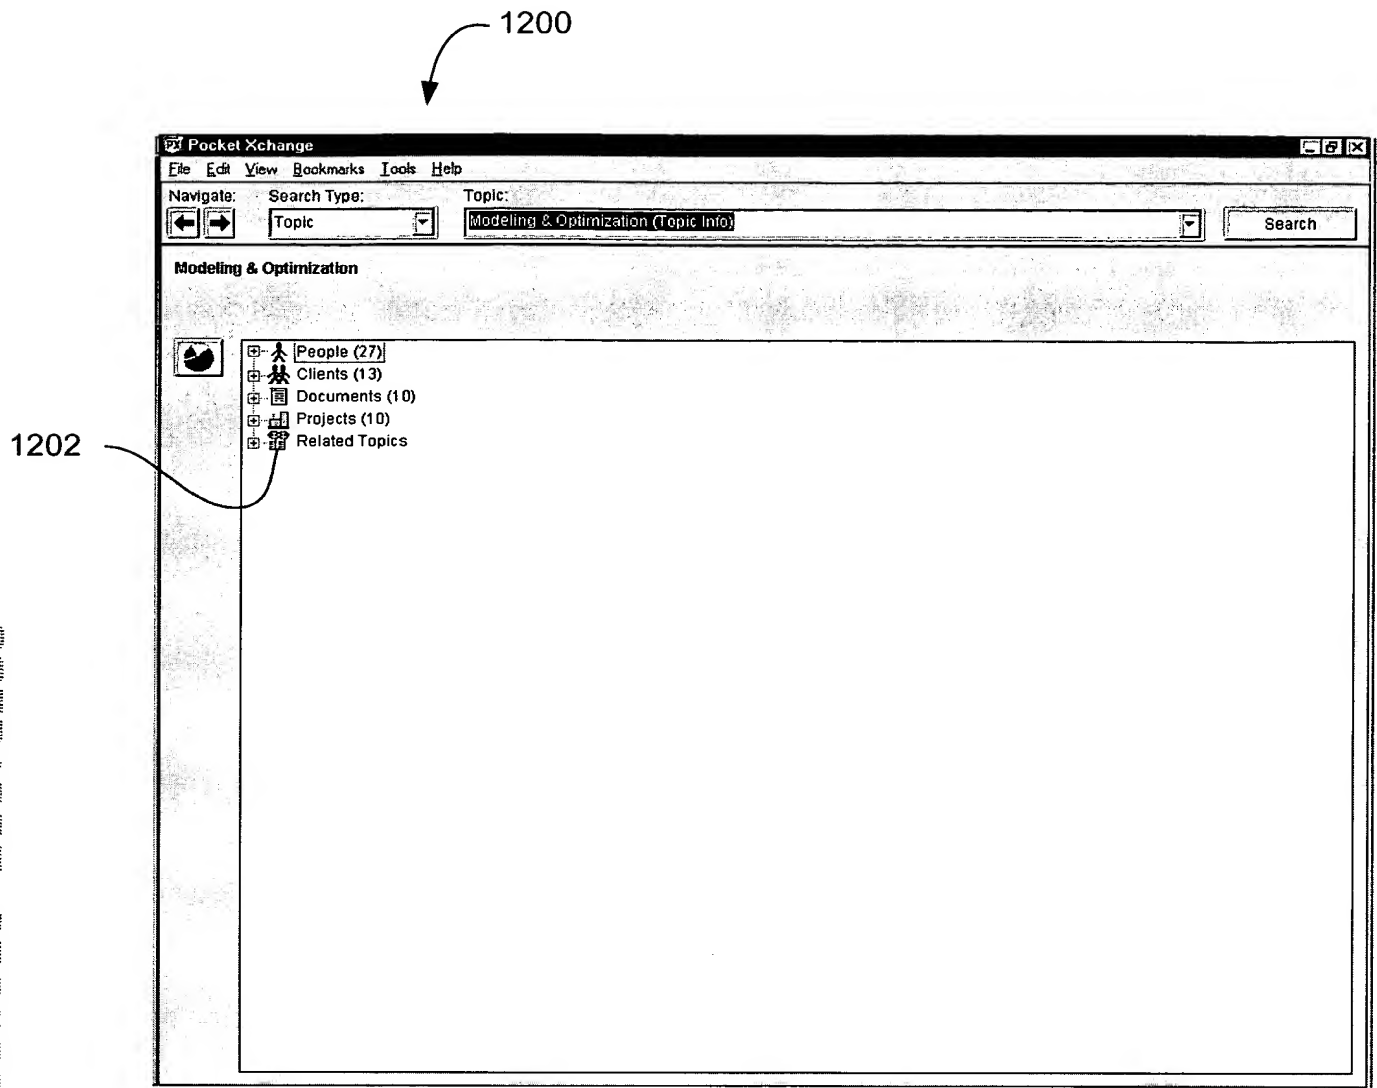 1200
PX Pocket Xchange
File Edit View Bookmarks Tools Help
Navigate: Search Type: Topic:
Topic Modeling & Optimization (Topic Info) Search
Modeling & Optimization
People (27)
Clients (13)
Documents (10)
Projects (10)
1202 Related Topics